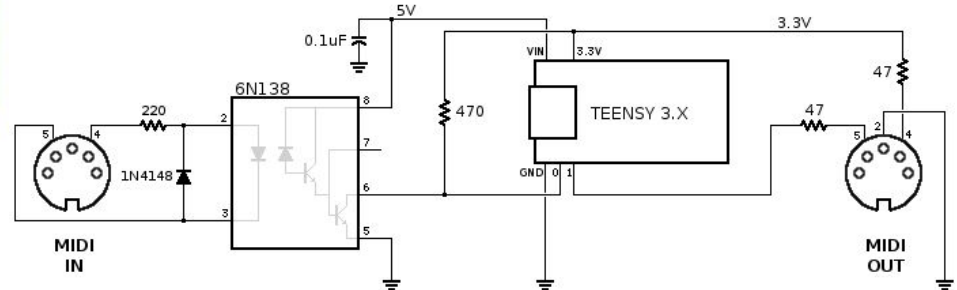 5V
3.3V
0.1uF
VIN
3.3V
47
6N138
8
470
TEENSY 3.X
47
220
5
4
2
7
5
2
4
1N4148
GND
0
1
6
3
5
MIDI
IN
MIDI
OUT